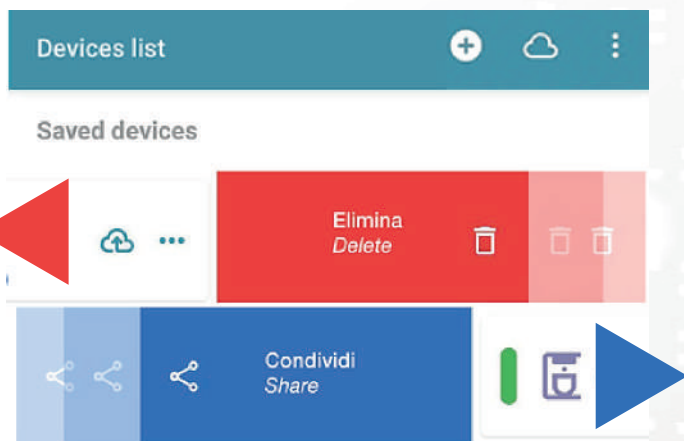 Devices list
Saved devices
Elimina
Delete
Condividi
Share